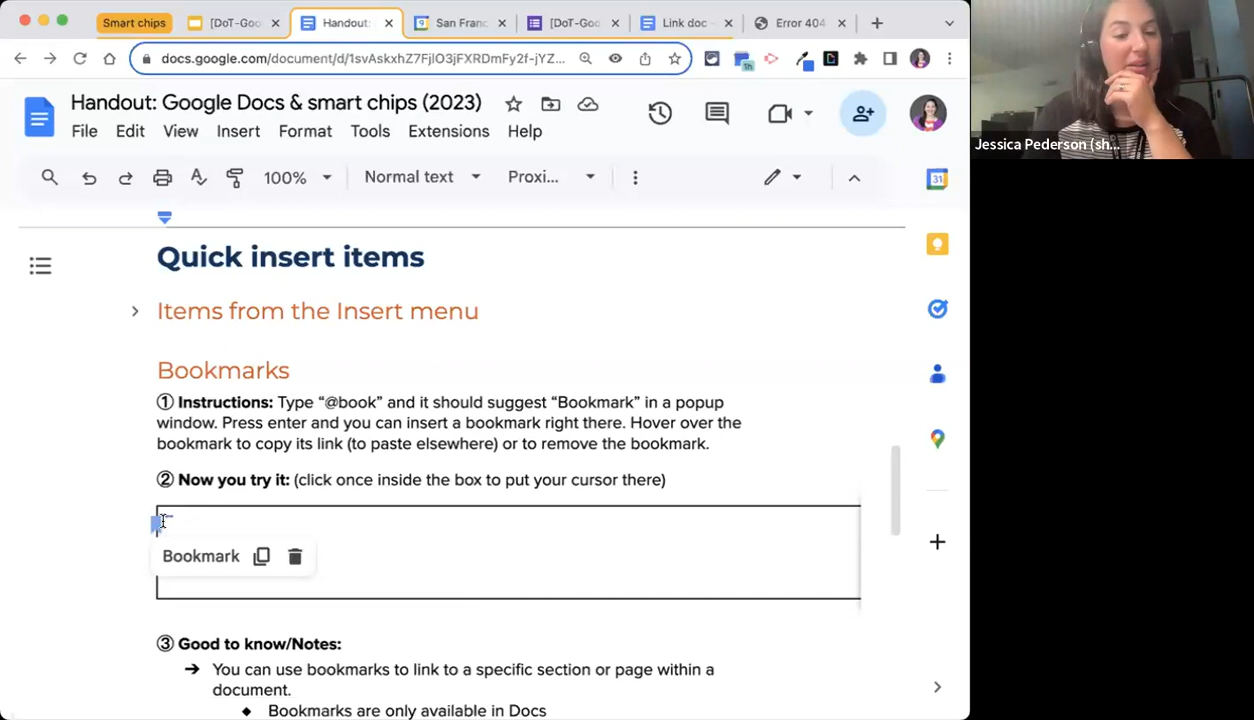 Smart chips
[DoT-Goo
Handout:
San Franc
[DoT-Goo
Link doc
Error 404
docs.google.com/document/d/1svAskxhZ7FjlO3jFXRDmFy2f-jYZ...
Handout: Google Docs & smart chips (2023)
File Edit View Insert Format Tools Extensions Help
100% Normal text Proxi...
Quick insert items
Items from the Insert menu
Bookmarks
① Instructions: Type “@book” and it should suggest “Bookmark” in a popup
window. Press enter and you can insert a bookmark right there. Hover over the
bookmark to copy its link (to paste elsewhere) or to remove the bookmark.
② Now you try it: (click once inside the box to put your cursor there)
Bookmark
③ Good to know/Notes:
➔ You can use bookmarks to link to a specific section or page within a
document.
◆ Bookmarks are only available in Docs
Jessica Pederson (sh...
31